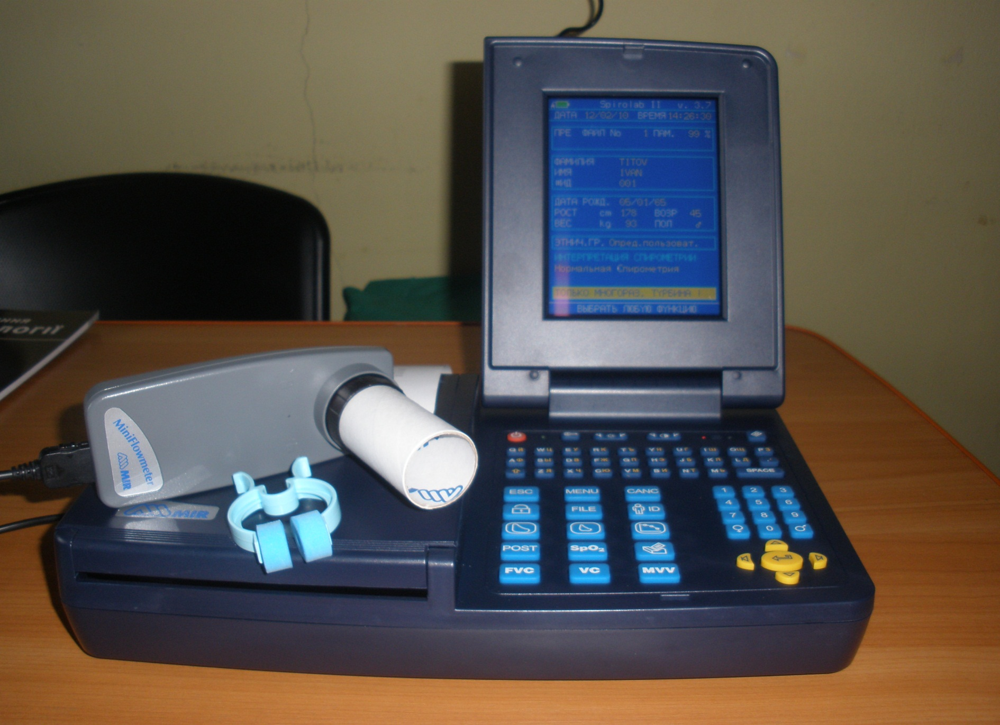 Spirolab II v. 3.7
ДАТА 12/02/10 ВРЕМЯ 14:26:30
ПРЕ ФАЙЛ No 1 ПАМ. 99 %
ФАМИЛИЯ TITOV
ИМЯ IVAN
#ИД 001
ДАТА РОЖД. 05/01/65
РОСТ cm 178 ВОЗР 45
ВЕС kg 93 ПОЛ ♂
ЭТНИЧ.ГР. Опред.пользоват.
ИНТЕРПРЕТАЦИЯ СПИРОМЕТРИИ
Нормальная Спирометрия
ТОЛЬКО МНОГОРАЗ. ТУРБИНА !
ВЫБРАТЬ ЛЮБУЮ ФУНКЦИЮ
ННЯ
ЛОГІЇ
MiniFlowmeter
MIR
MIR
Q Й W Ц E У R К T Ъ Y Н U Г I Ш O Щ P З
A Ф S Ы D В F Ж G П H Э J Б K Л L Д
Z Я X Ч C Ю V М B И N Т M Ь SPACE
ESC MENU CANC 1 2 3
FILE ID 4 5 6
7 8 9
♀ 0 ♂
POST SpO₂
FVC VC MVV